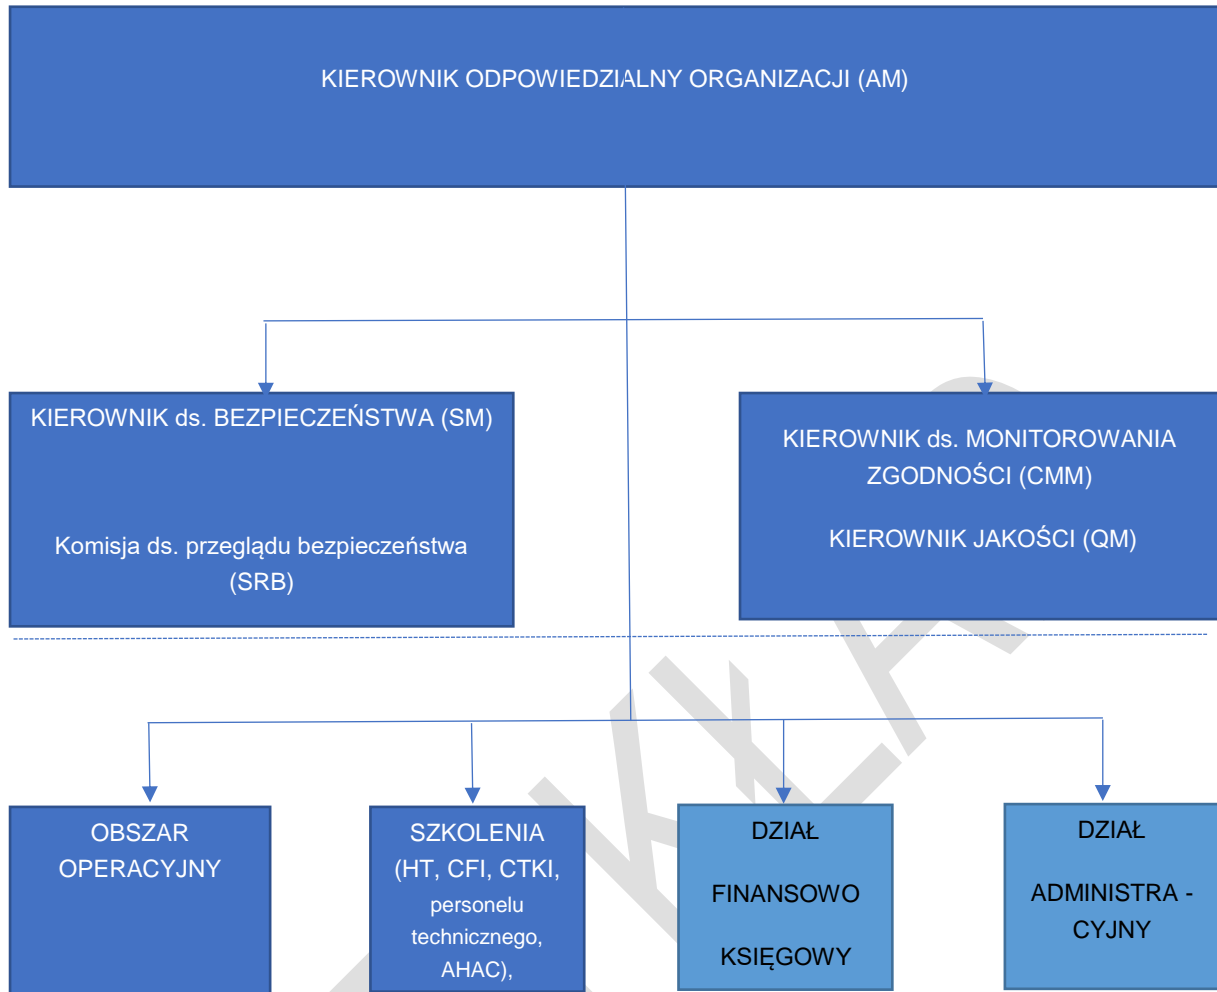 KIEROWNIK ODPOWIEDZIALNY ORGANIZACJI (AM)
KIEROWNIK ds. BEZPIECZEŃSTWA (SM)
Komisja ds. przeglądu bezpieczeństwa
(SRB)
KIEROWNIK ds. MONITOROWANIA
ZGODNOŚCI (CMM)
KIEROWNIK JAKOŚCI (QM)
OBSZAR
OPERACYJNY
SZKOLENIA
(HT, CFI, CTKI,
personelu
technicznego,
AHAC),
DZIAŁ
FINANSOWO
KSIĘGOWY
DZIAŁ
ADMINISTRA -
CYJNY